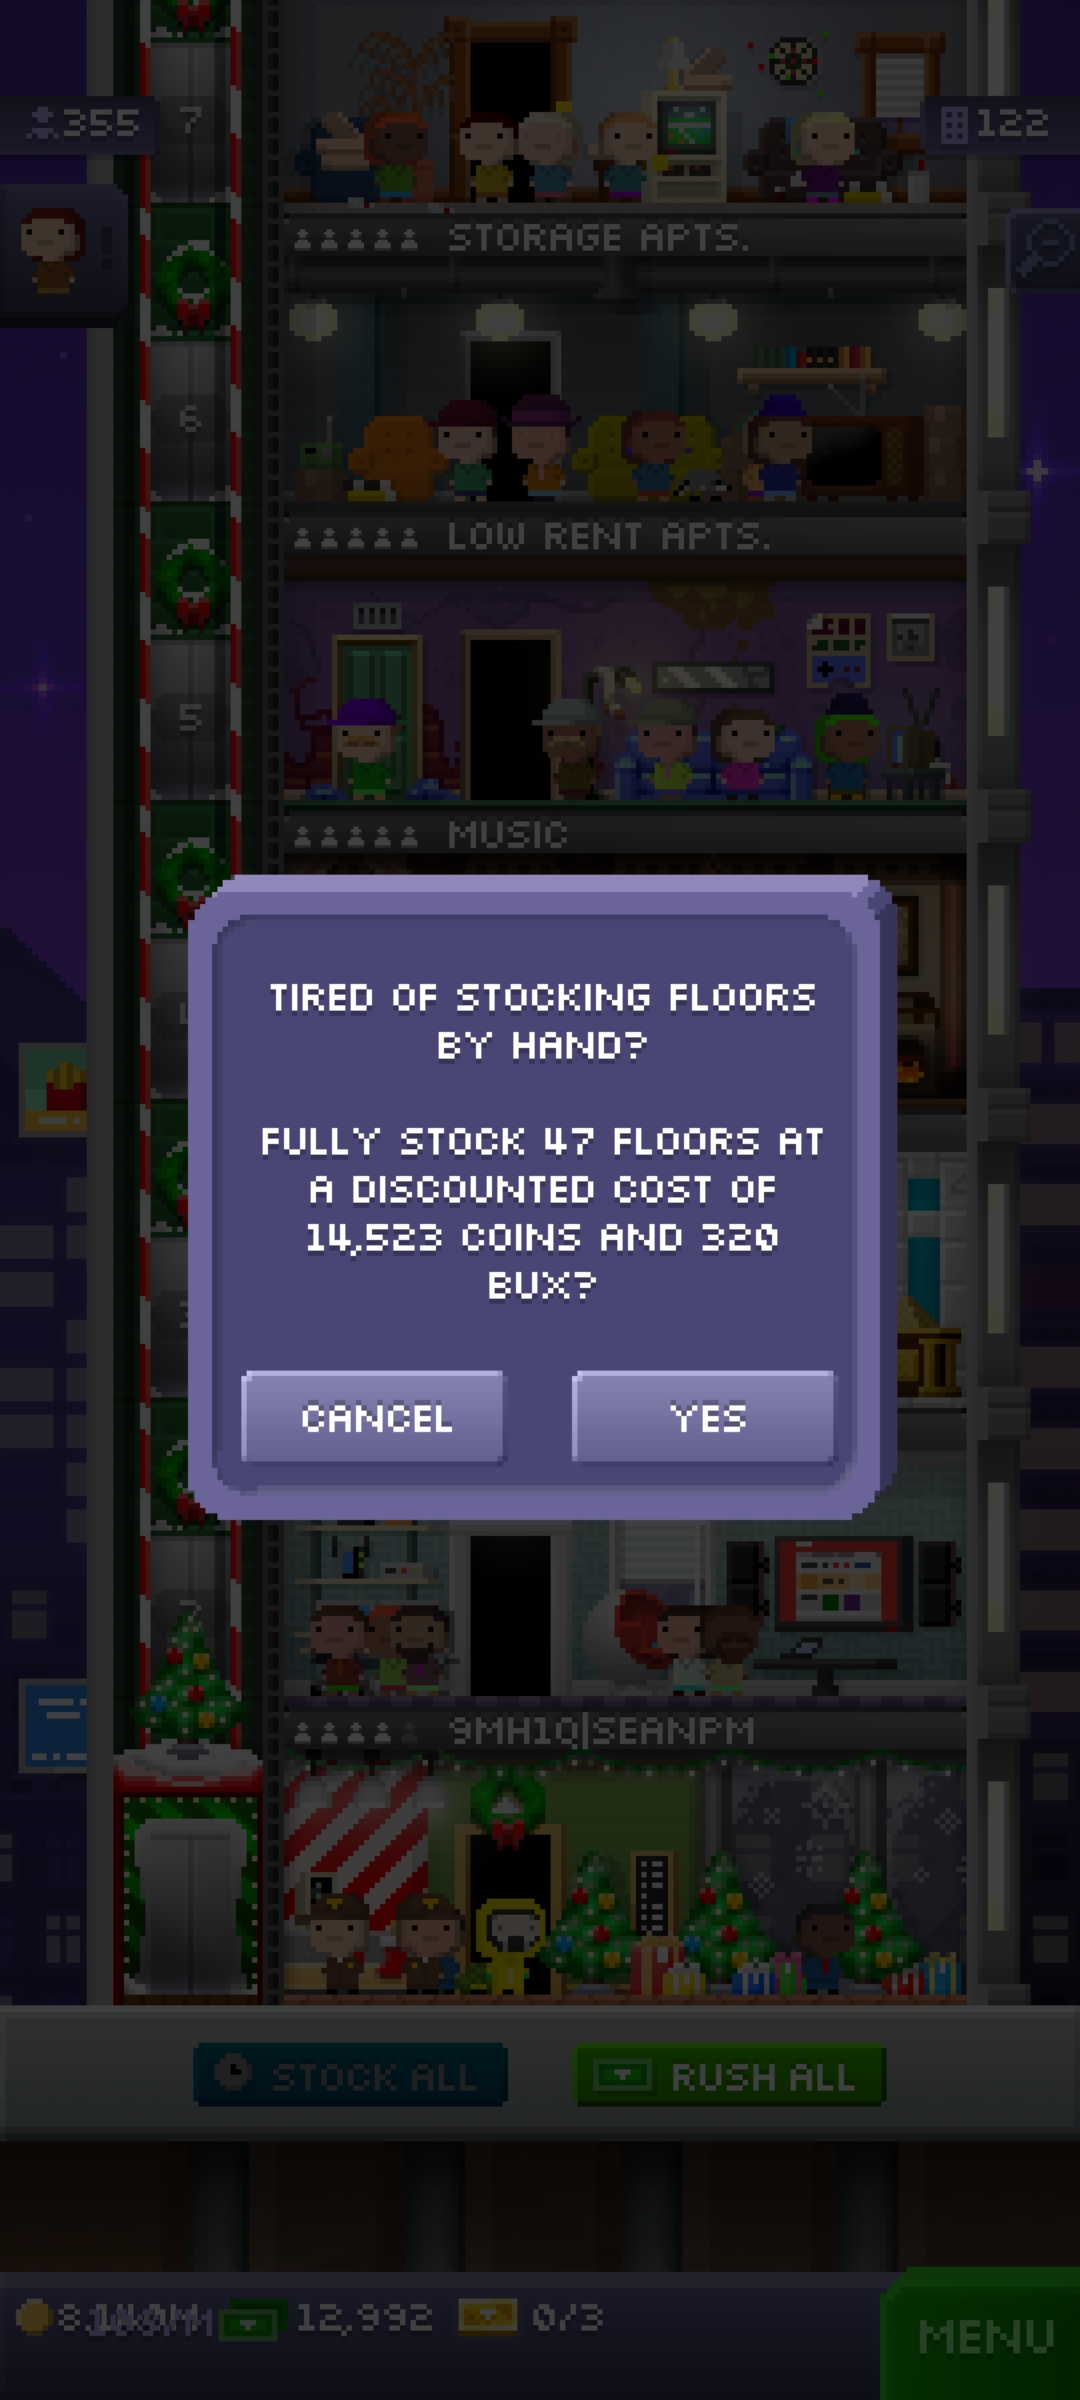 7
355
122
STORAGE APTS.
6
LOW RENT APTS.
5
MUSIC
TIRED OF STOCKING FLOORS
BY HAND?
FULLY STOCK 47 FLOORS AT
A DISCOUNTED COST OF
14,523 COINS AND 320
BUX?
CANCEL
YES
9MH1Q|SEANPM
STOCK ALL
RUSH ALL
12,992
0/3
MENU